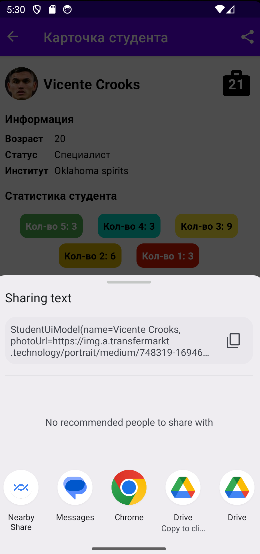 5:30
Карточка студента
Vicente Crooks
21
Информация
Возраст 20
Статус Специалист
Институт Oklahoma spirits
Статистика студента
Кол-во 5: 3 Кол-во 4: 3 Кол-во 3: 9
Кол-во 2: 6 Кол-во 1: 3
Sharing text
StudentUiModel(name=Vicente Crooks,
photoUrl=https://img.a.transfermarkt
.technology/portrait/medium/748319-16946...
No recommended people to share with
Nearby Share
Messages
Chrome
Drive
Copy to cli...
Drive